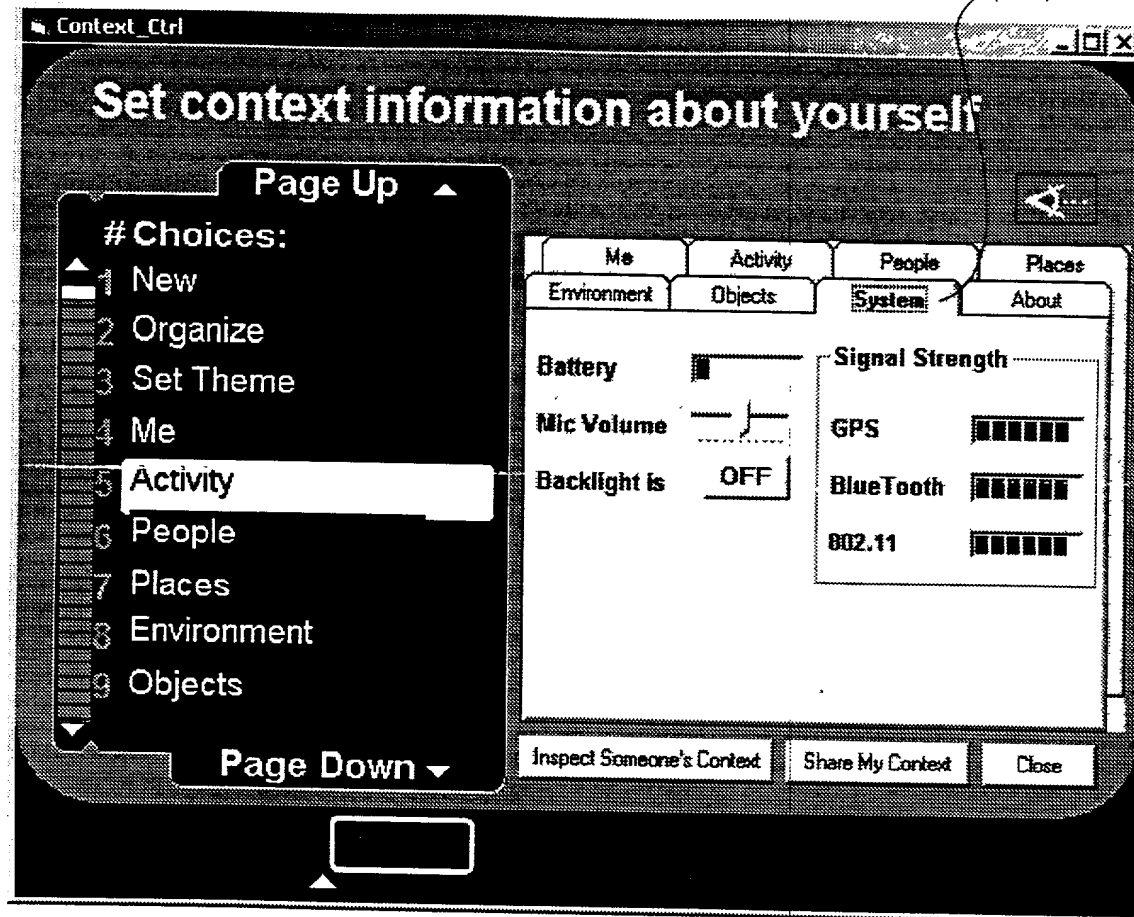 Context_Ctrl
Set context information about yourself
Page Up
# Choices:
1 New
2 Organize
3 Set Theme
4 Me
5 Activity
6 People
7 Places
8 Environment
9 Objects
Page Down
Me Activity People Places
Environment Objects System About
Battery
Mic Volume
Backlight is OFF
Signal Strength
GPS
BlueTooth
802.11
Inspect Someone's Context Share My Context Close